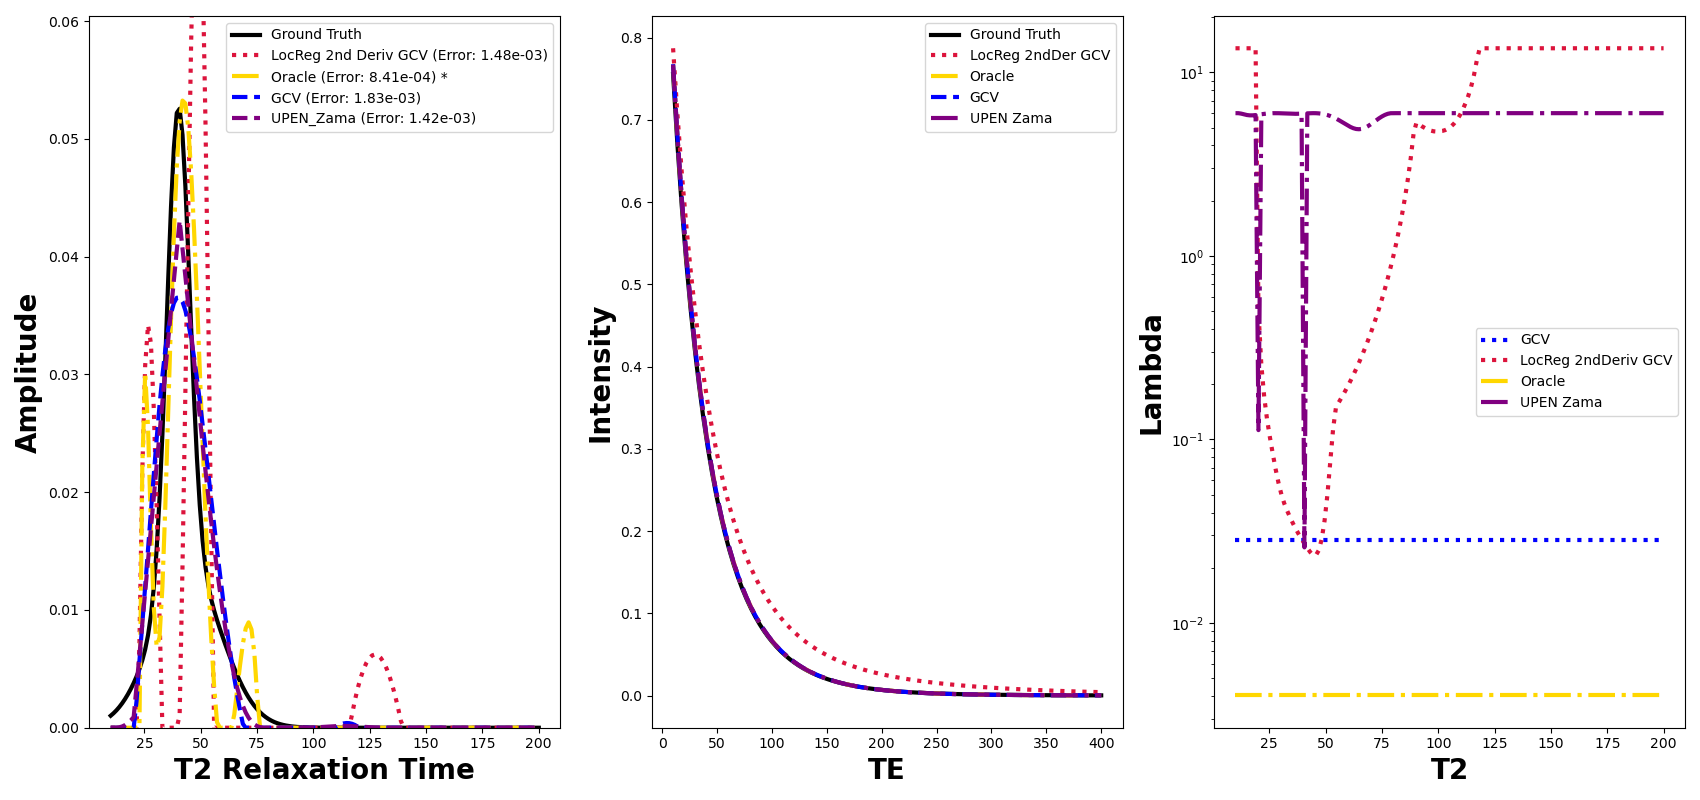 Amplitude
0.06
0.05
0.04
0.03
0.02
0.01
0.00
25 50 75 100 125 150 175 200
T2 Relaxation Time
Ground Truth
LocReg 2nd Deriv GCV (Error: 1.48e-03)
Oracle (Error: 8.41e-04) *
GCV (Error: 1.83e-03)
UPEN_Zama (Error: 1.42e-03)
Intensity
0.8
0.7
0.6
0.5
0.4
0.3
0.2
0.1
0.0
0 50 100 150 200 250 300 350 400
TE
Ground Truth
LocReg 2ndDer GCV
Oracle
GCV
UPEN Zama
Lambda
10^1
10^0
10^-1
10^-2
25 50 75 100 125 150 175 200
T2
GCV
LocReg 2ndDeriv GCV
Oracle
UPEN Zama